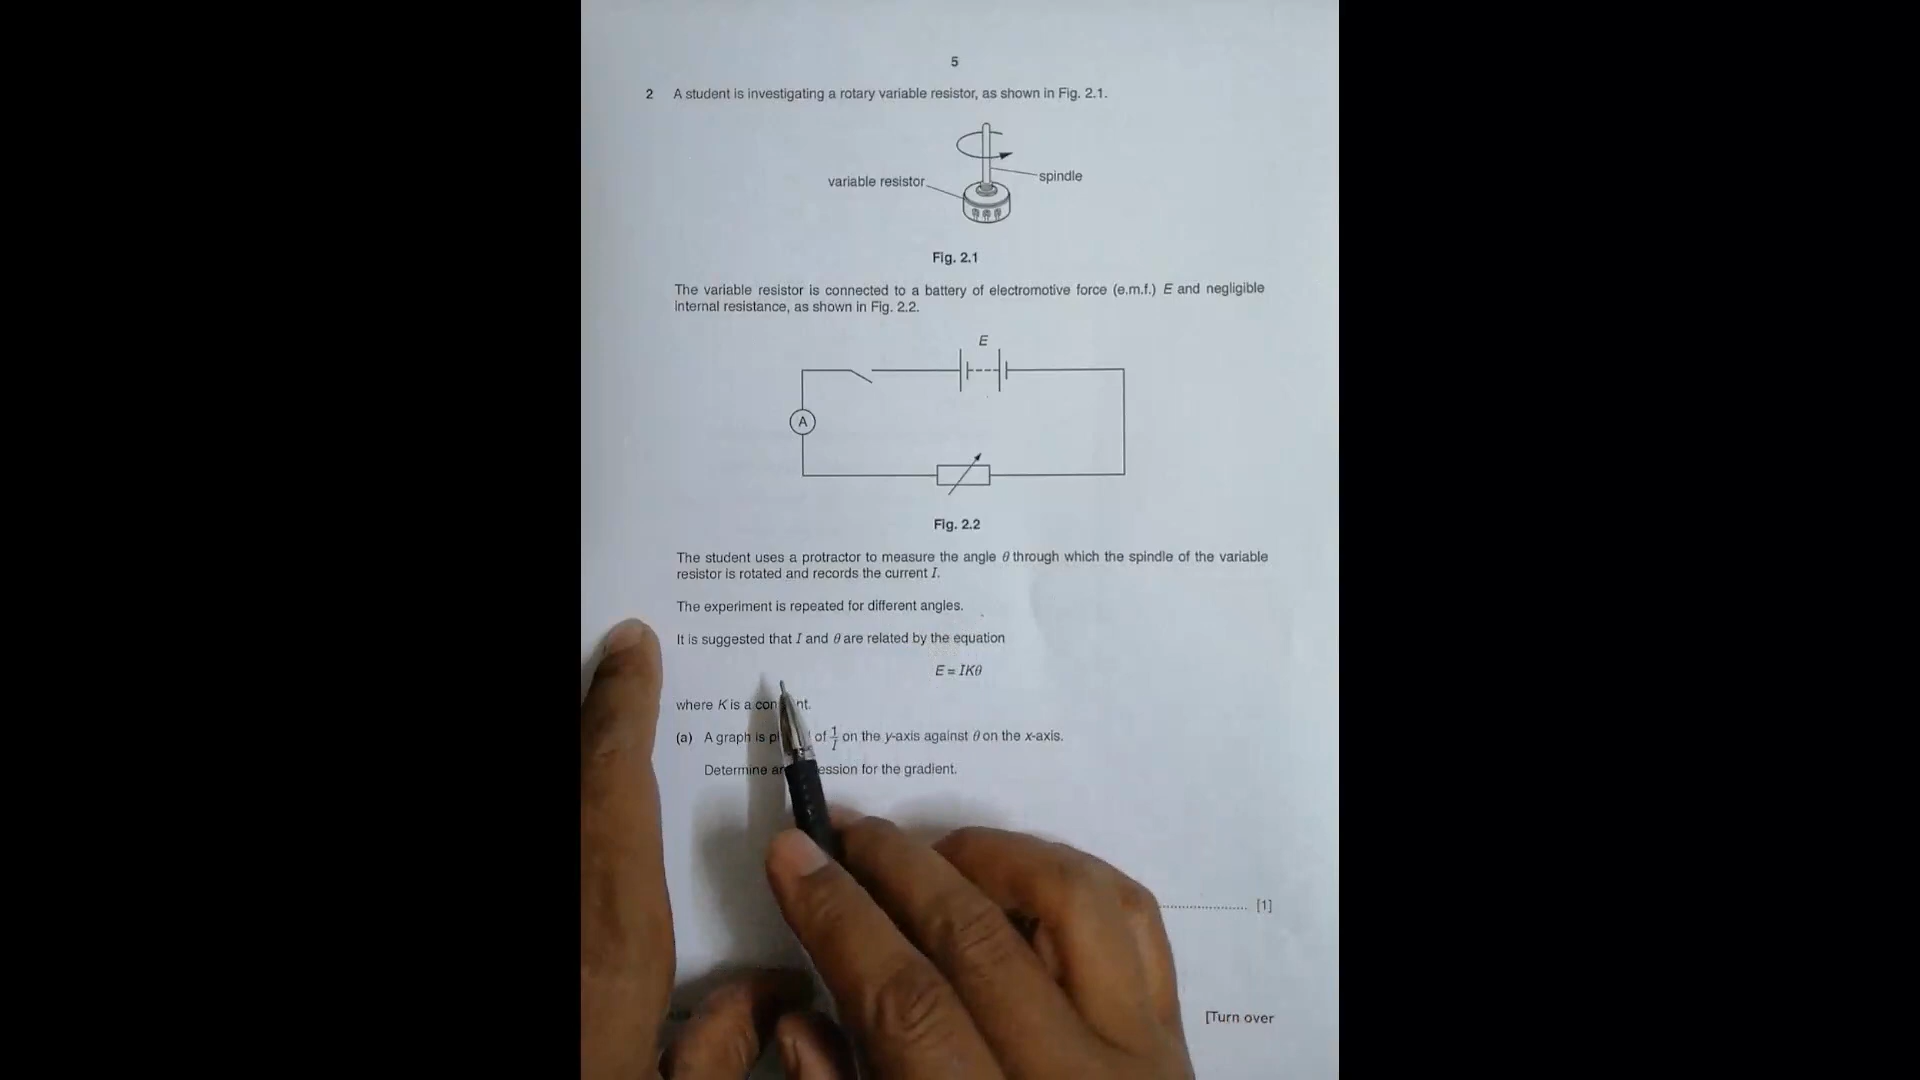 5
2 A student is investigating a rotary variable resistor, as shown in Fig. 2.1.
variable resistor
spindle
Fig. 2.1
The variable resistor is connected to a battery of electromotive force (e.m.f.) E and negligible
internal resistance, as shown in Fig. 2.2.
E
A
Fig. 2.2
The student uses a protractor to measure the angle θ through which the spindle of the variable
resistor is rotated and records the current I.
The experiment is repeated for different angles.
It is suggested that I and θ are related by the equation
E = IKθ
where K is a
(a) A graph is of 1/I on the y-axis against θ on the x-axis.
Determine for the gradient.
[1]
[Turn over